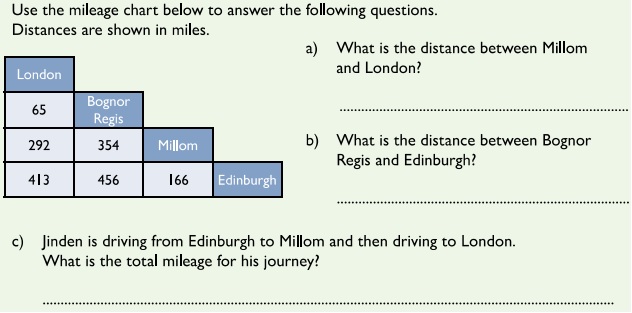 Use the mileage chart below to answer the following questions.
Distances are shown in miles.
London
65
Bognor
Regis
292
354
Millom
413
456
166
Edinburgh
a) What is the distance between Millom
and London?
b) What is the distance between Bognor
Regis and Edinburgh?
c) Jinden is driving from Edinburgh to Millom and then driving to London.
What is the total mileage for his journey?